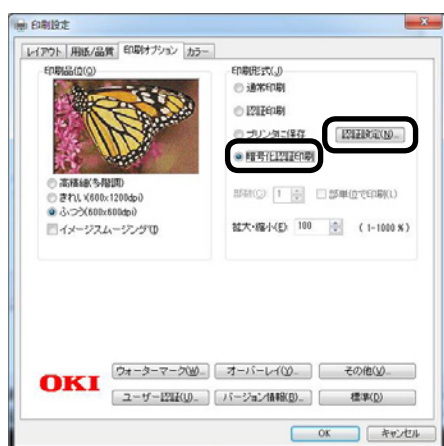 印刷設定
レイアウト 用紙/品質 印刷オプション カラー
印刷品位(Q)
高精細(多階調)
きれい(600x1200dpi)
ふつう(600x600dpi)
イメージスムージング(I)
印刷形式(J)
通常印刷
認証印刷
プリンタに保存
認証設定(N)...
暗号化認証印刷
部数(C): 1
部単位で印刷(L)
拡大・縮小(E): 100 (1-1000 %)
ウォーターマーク(W)...
オーバーレイ(Y)...
その他(V)...
OKI
ユーザー認証(U)...
バージョン情報(B)...
標準(D)
OK
キャンセル